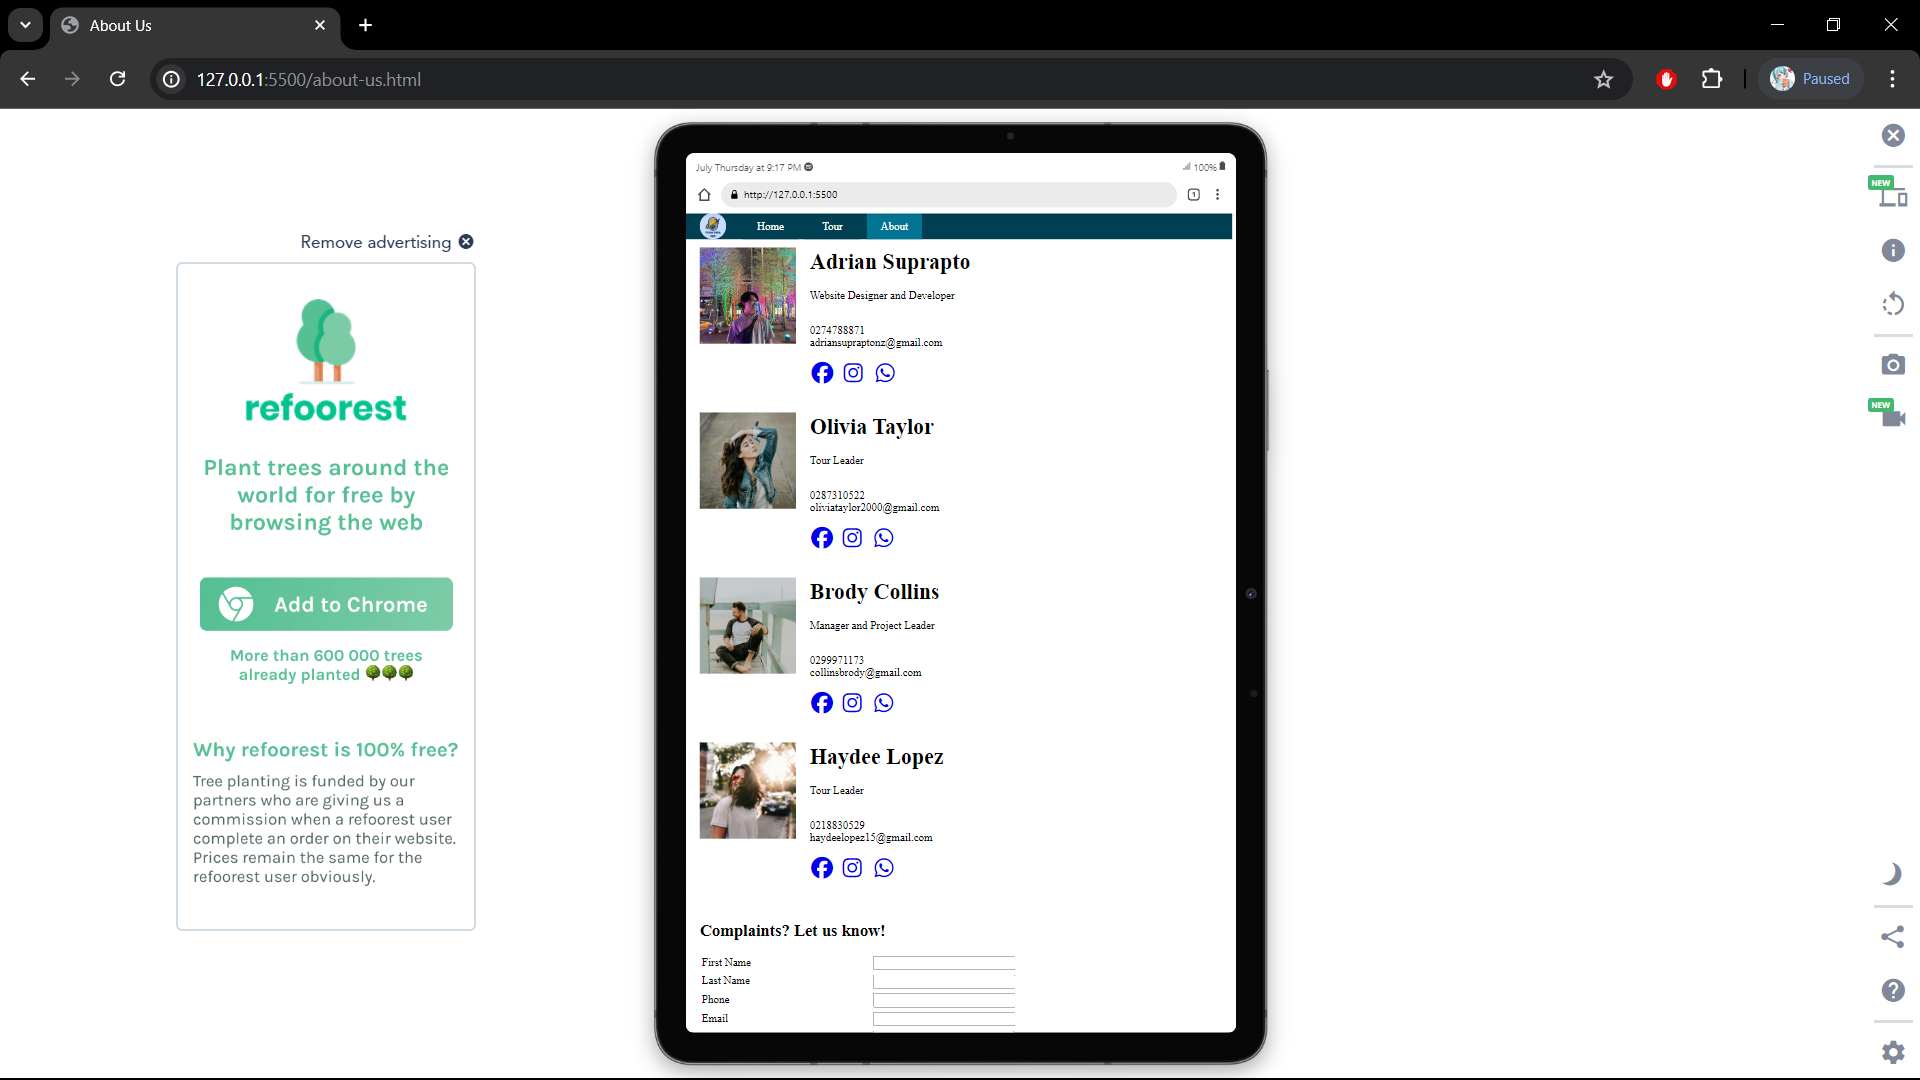 About Us
127.0.0.1:5500/about-us.html
Paused
Remove advertising
refoorest
Plant trees around the
world for free by
browsing the web
Add to Chrome
More than 600 000 trees
already planted
Why refoorest is 100% free?
Tree planting is funded by our
partners who are giving us a
commission when a refoorest user
complete an order on their website.
Prices remain the same for the
refoorest user obviously.
July Thursday at 9:17 PM
100%
http://127.0.0.1:5500
1
Home
Tour
About
Adrian Suprapto
Website Designer and Developer
0274788871
adriansupraptonz@gmail.com
Olivia Taylor
Tour Leader
0287310522
oliviataylor2000@gmail.com
Brody Collins
Manager and Project Leader
0299971173
collinsbrody@gmail.com
Haydee Lopez
Tour Leader
0218830529
haydeelopez15@gmail.com
Complaints? Let us know!
First Name
Last Name
Phone
Email
NEW
NEW